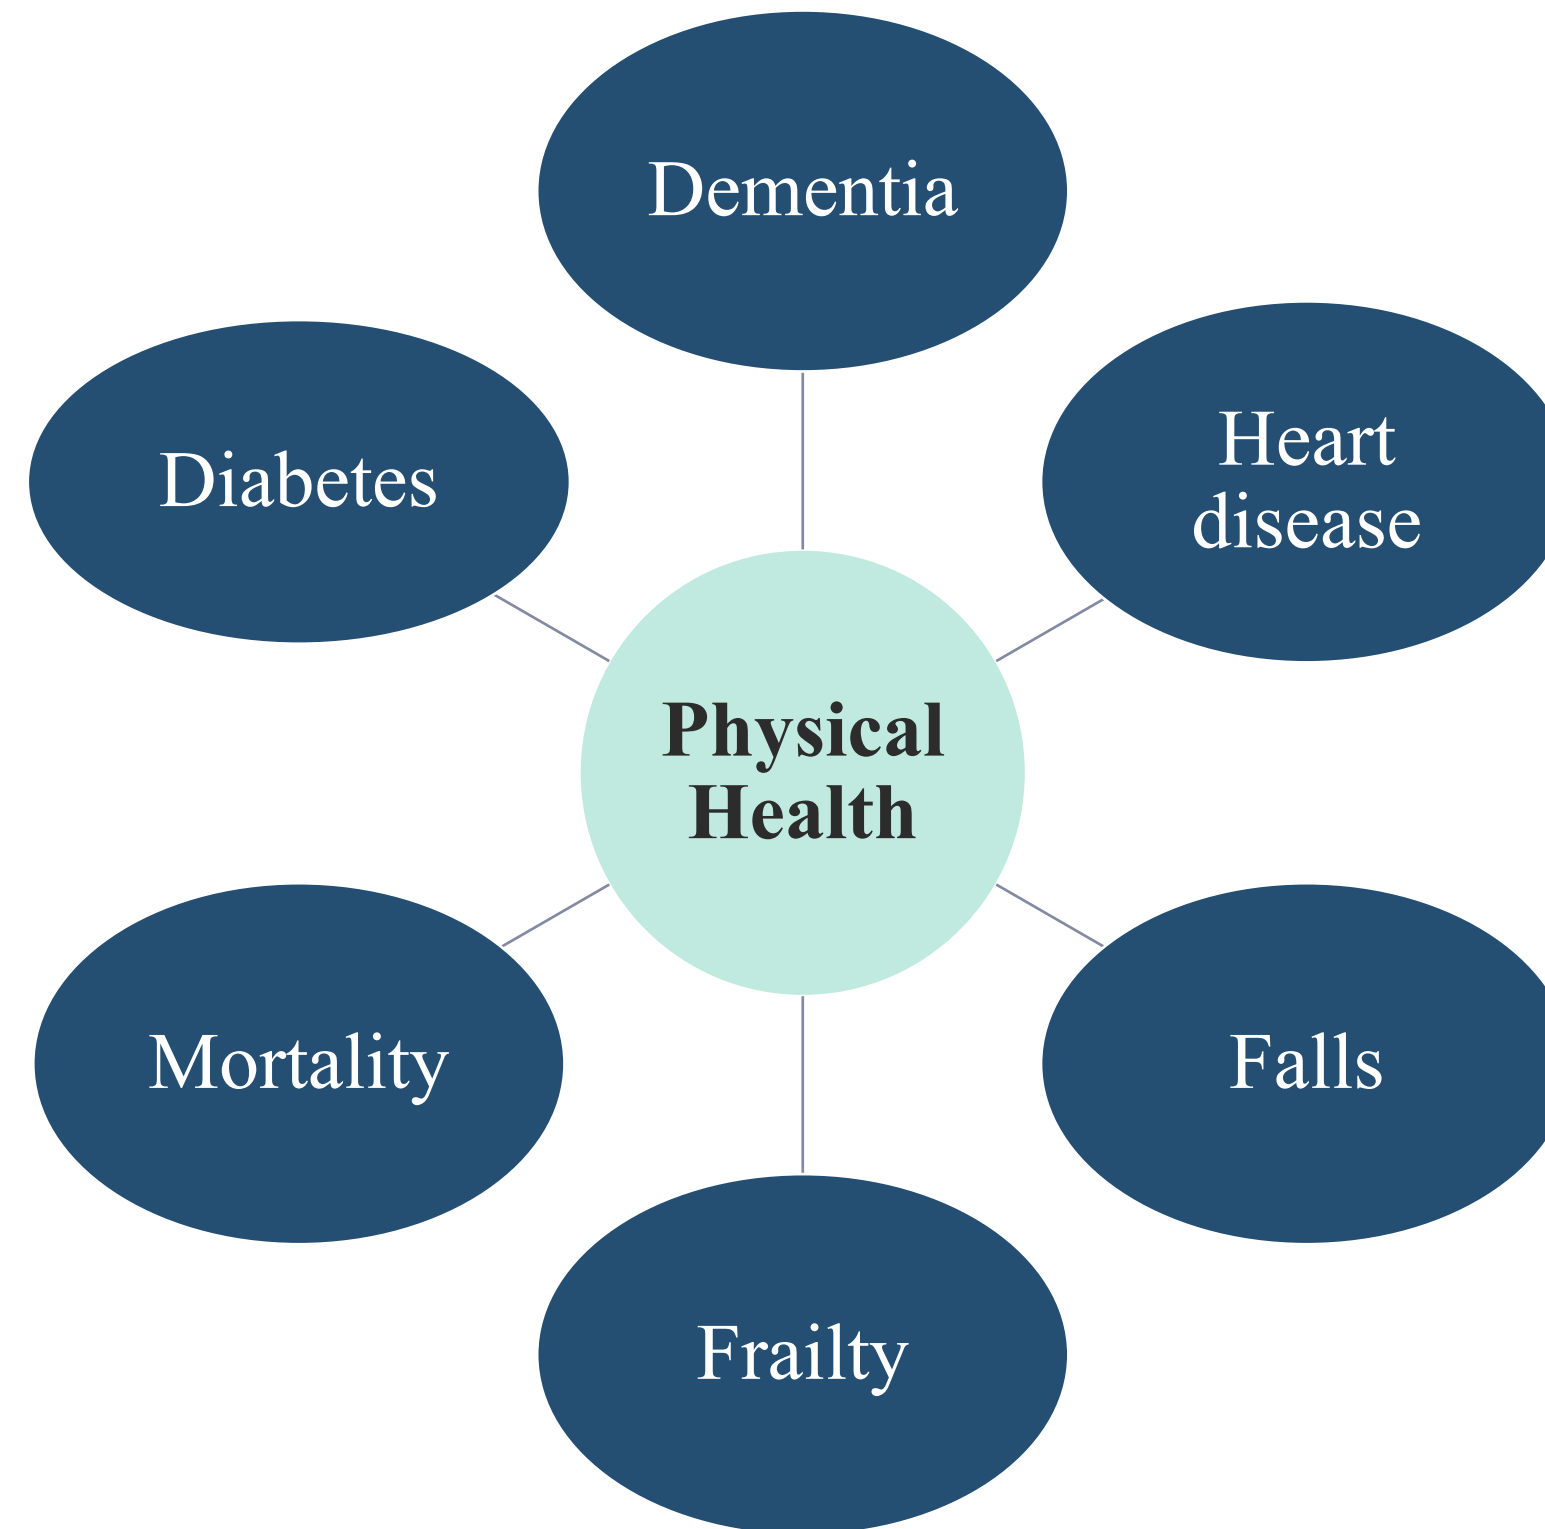 Dementia
Heart
disease
Diabetes
Physical
Health
Mortality
Falls
Frailty